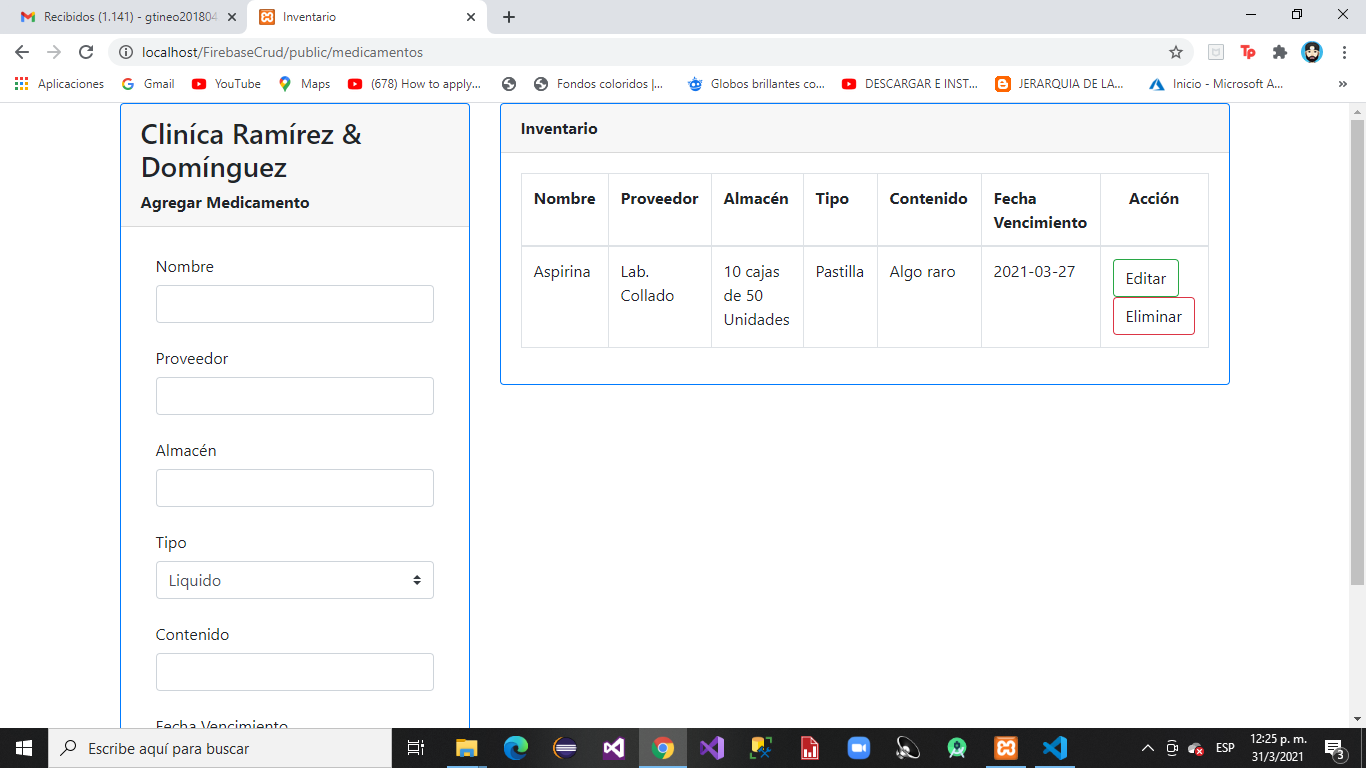 Recibidos (1.141) - gtineo201804
Inventario
localhost/FirebaseCrud/public/medicamentos
Aplicaciones
Gmail
YouTube
Maps
(678) How to apply...
Fondos coloridos |...
Globos brillantes co...
DESCARGAR E INST...
JERARQUIA DE LA...
Inicio - Microsoft A...
»
Cliníca Ramírez &
Domínguez
Agregar Medicamento
Nombre
Proveedor
Almacén
Tipo
Liquido
Contenido
Fecha Vencimiento
Inventario
Nombre
Proveedor
Almacén
Tipo
Contenido
Fecha
Vencimiento
Acción
Aspirina
Lab.
Collado
10 cajas
de 50
Unidades
Pastilla
Algo raro
2021-03-27
Editar
Eliminar
Escribe aquí para buscar
ESP
12:25 p. m.
31/3/2021
3